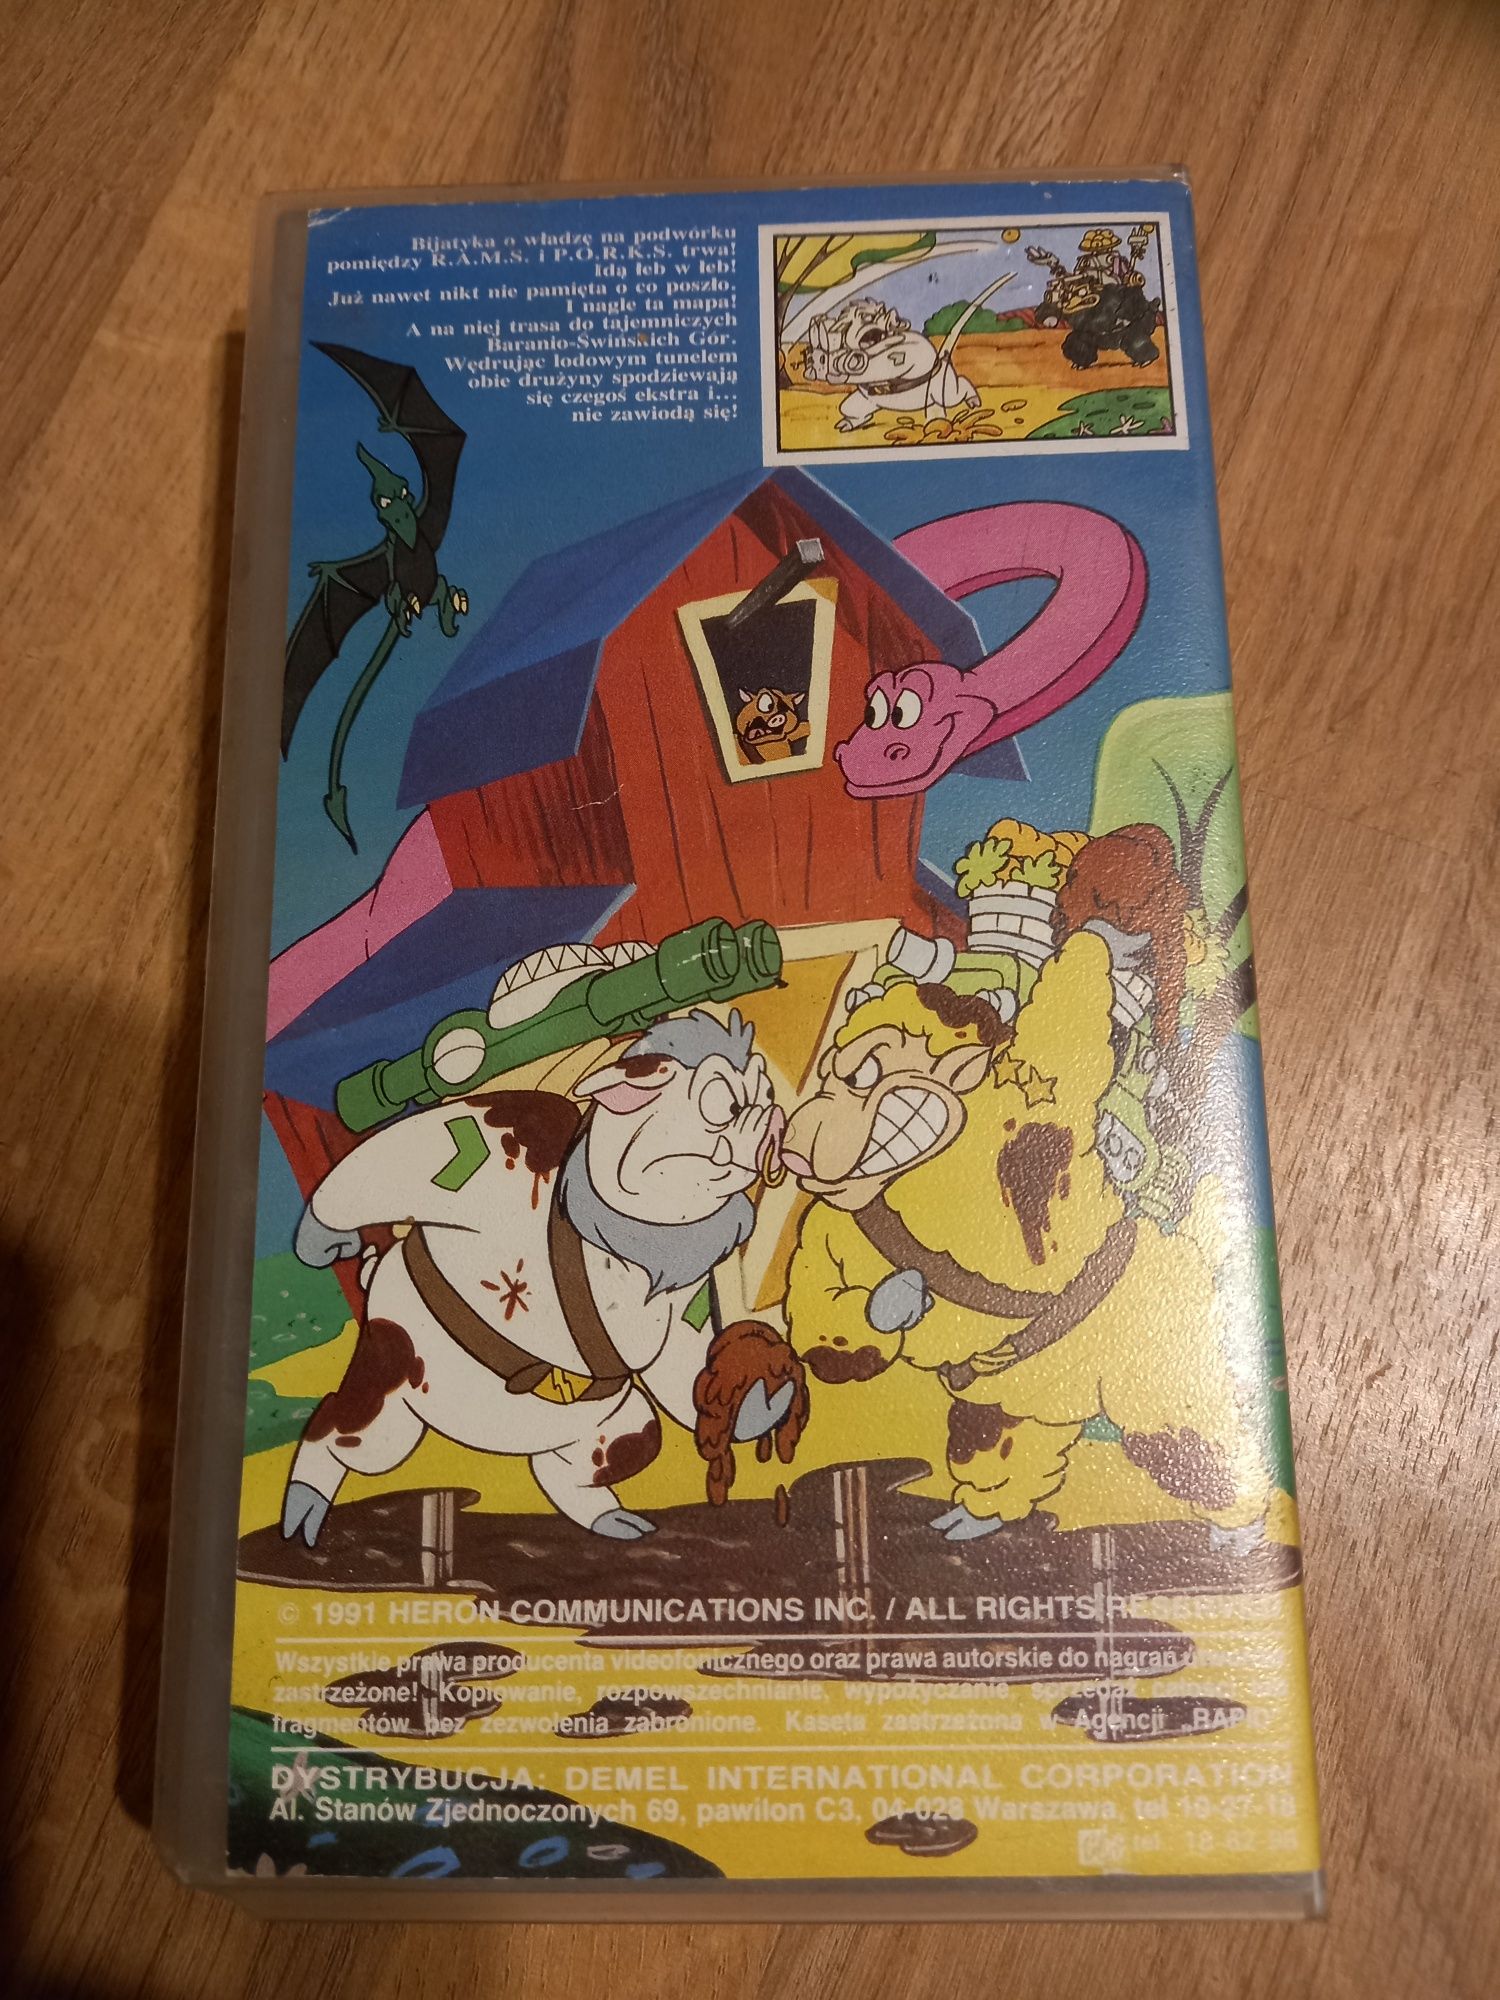 Bijatyka o władzę na podwórku
pomiędzy R.A.M.S. i P.O.R.K.S. trwa!
Idą łeb w łeb!
Już nawet nikt nie pamięta o co poszło.
I nagle ta mapa!
A na niej trasa do tajemniczych
Baranio-Świńskich Gór.
Wędrując lodowym tunelem
obie drużyny spodziewają
się czegoś ekstra i...
nie zawiodą się!
© 1991 HERON COMMUNICATIONS INC. / ALL RIGHTS RESERVED
Wszystkie prawa producenta videofonicznego oraz prawa autorskie do nagrań
zastrzeżone! Kopiowanie, rozpowszechnianie, wypożyczanie, sprzedaż
fragmentów bez zezwolenia zabronione. Kaseta zastrzeżona w Agencji „RAPID
DYSTRYBUCJA: DEMEL INTERNATIONAL CORPORATION
Al. Stanów Zjednoczonych 69, pawilon C3, 04-028 Warszawa, tel 10-37-18
tel.